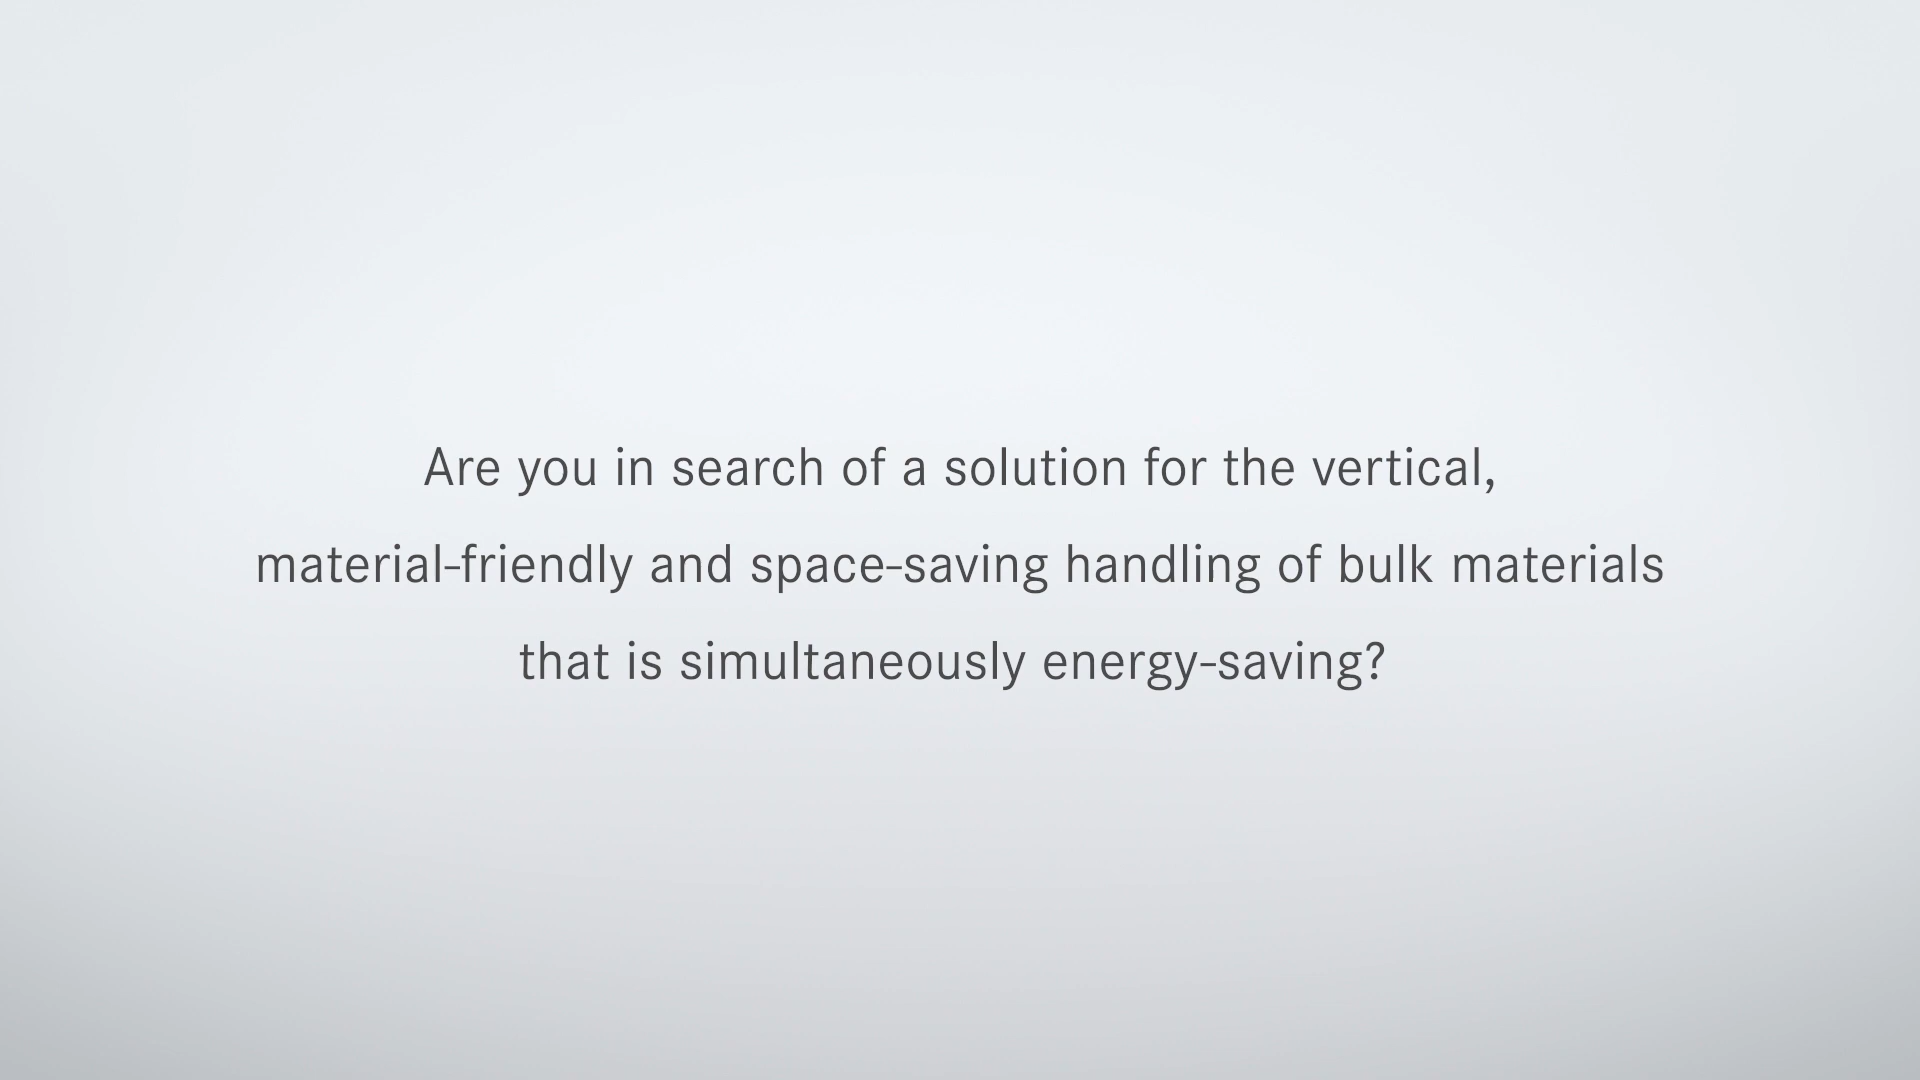 Are you in search of a solution for the vertical,
material-friendly and space-saving handling of bulk materials
that is simultaneously energy-saving?